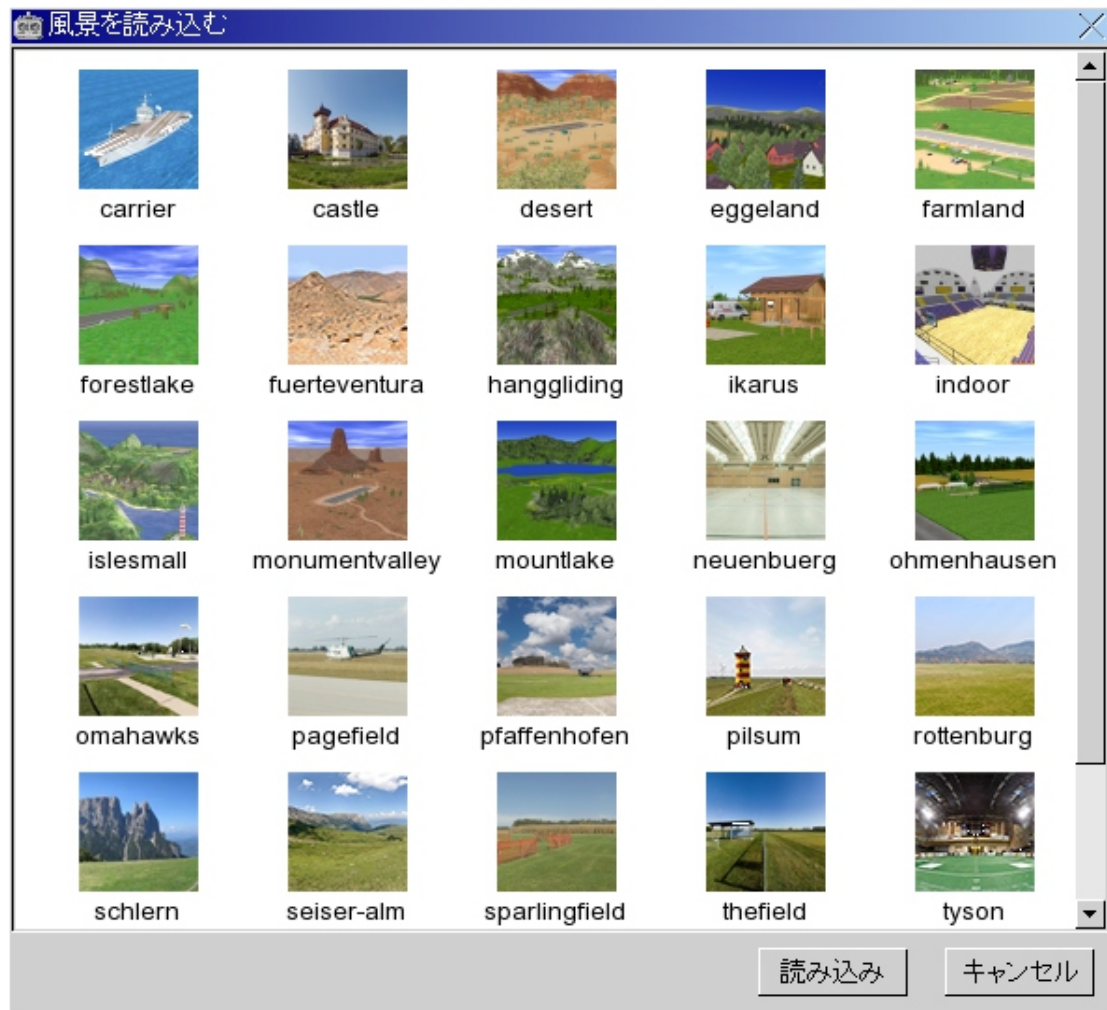 風景を読み込む
carrier castle desert eggeland farmland
forestlake fuerteventura hanggliding ikarus indoor
islesmall monumentvalley mountlake neuenbuerg ohmenhausen
omahawks pagefield pfaffenhofen pilsum rottenburg
schlern seiser-alm sparlingfield thefield tyson
読み込み キャンセル